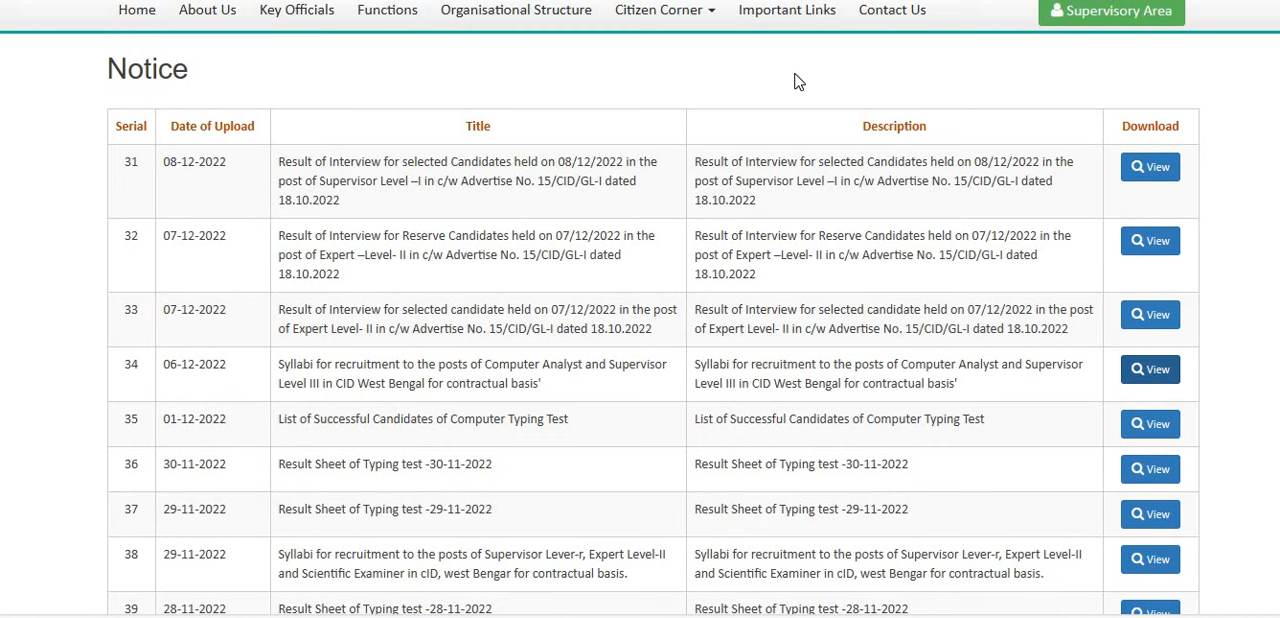 Home About Us Key Officials Functions Organisational Structure Citizen Corner Important Links Contact Us Supervisory Area
Notice
Serial Date of Upload Title Description Download
31 08-12-2022 Result of Interview for selected Candidates held on 08/12/2022 in the Result of Interview for selected Candidates held on 08/12/2022 in the View
post of Supervisor Level –I in c/w Advertise No. 15/CID/GL-I dated post of Supervisor Level –I in c/w Advertise No. 15/CID/GL-I dated
18.10.2022 18.10.2022
32 07-12-2022 Result of Interview for Reserve Candidates held on 07/12/2022 in the Result of Interview for Reserve Candidates held on 07/12/2022 in the View
post of Expert –Level- II in c/w Advertise No. 15/CID/GL-I dated post of Expert –Level- II in c/w Advertise No. 15/CID/GL-I dated
18.10.2022 18.10.2022
33 07-12-2022 Result of Interview for selected candidate held on 07/12/2022 in the post Result of Interview for selected candidate held on 07/12/2022 in the post View
of Expert Level- II in c/w Advertise No. 15/CID/GL-I dated 18.10.2022 of Expert Level- II in c/w Advertise No. 15/CID/GL-I dated 18.10.2022
34 06-12-2022 Syllabi for recruitment to the posts of Computer Analyst and Supervisor Syllabi for recruitment to the posts of Computer Analyst and Supervisor View
Level III in CID West Bengal for contractual basis' Level III in CID West Bengal for contractual basis'
35 01-12-2022 List of Successful Candidates of Computer Typing Test List of Successful Candidates of Computer Typing Test View
36 30-11-2022 Result Sheet of Typing test -30-11-2022 Result Sheet of Typing test -30-11-2022 View
37 29-11-2022 Result Sheet of Typing test -29-11-2022 Result Sheet of Typing test -29-11-2022 View
38 29-11-2022 Syllabi for recruitment to the posts of Supervisor Lever-r, Expert Level-II Syllabi for recruitment to the posts of Supervisor Lever-r, Expert Level-II View
and Scientific Examiner in cID, west Bengar for contractual basis. and Scientific Examiner in cID, west Bengar for contractual basis.
39 28-11-2022 Result Sheet of Typing test -28-11-2022 Result Sheet of Typing test -28-11-2022 View